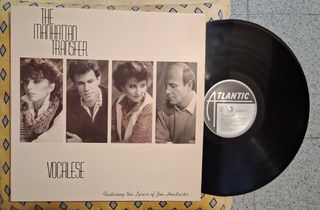 THE
MANHATTAN
TRANSFER
VOCALESE
Featuring the Lyrics of Jon Hendricks
ATLANTIC